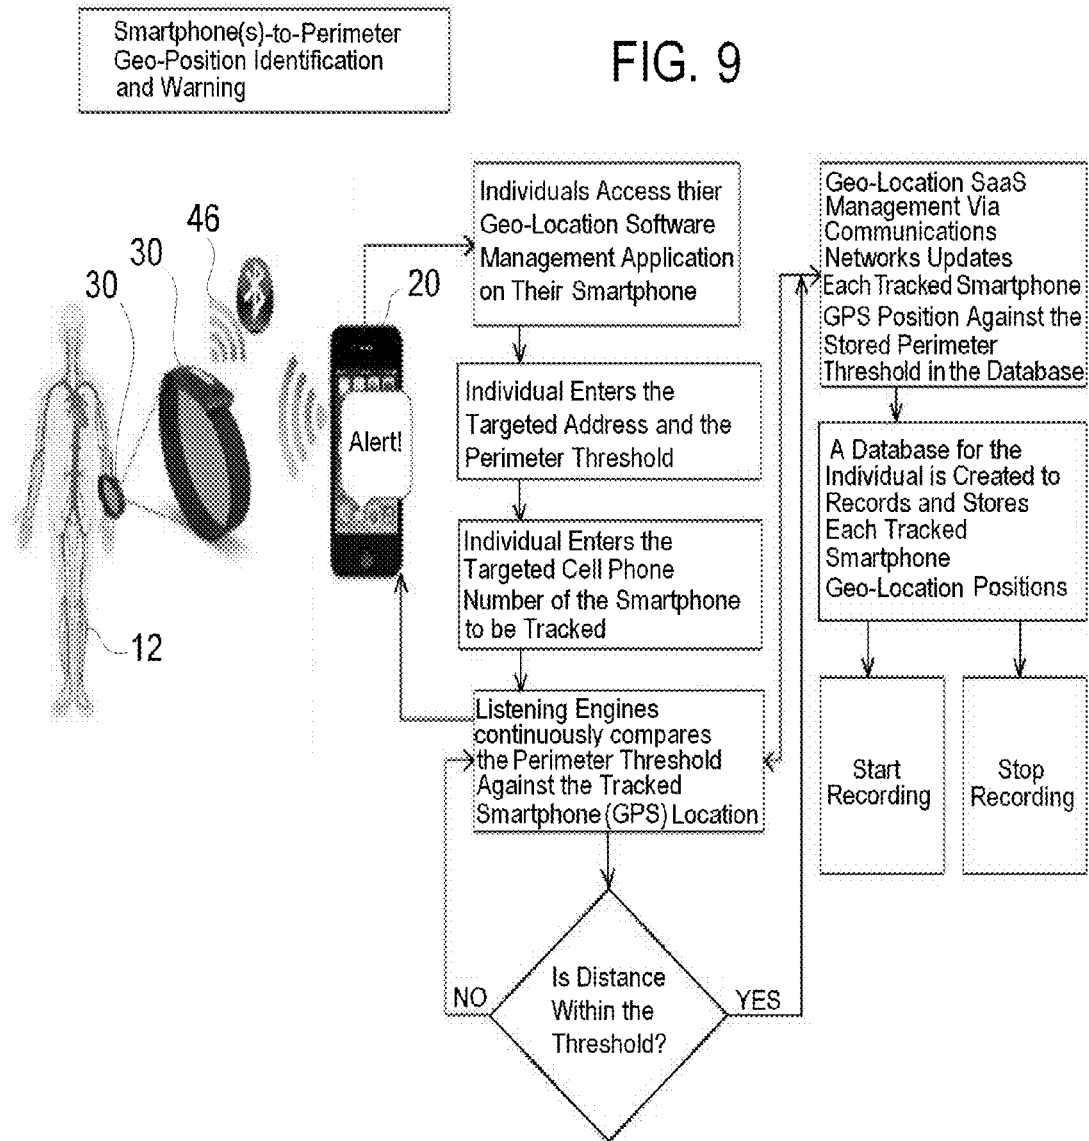 Smartphone(s)-to-Perimeter
Geo-Position Identification
and Warning
FIG. 9
46
30
30
20
12
Alert!
Individuals Access thier
Geo-Location Software
Management Application
on Their Smartphone
Individual Enters the
Targeted Address and the
Perimeter Threshold
Individual Enters the
Targeted Cell Phone
Number of the Smartphone
to be Tracked
Listening Engines
continuously compares
the Perimeter Threshold
Against the Tracked
Smartphone (GPS) Location
Is Distance
Within the
Threshold?
NO
YES
Geo-Location SaaS
Management Via
Communications
Networks Updates
Each Tracked Smartphone
GPS Position Against the
Stored Perimeter
Threshold in the Database
A Database for the
Individual is Created to
Records and Stores
Each Tracked
Smartphone
Geo-Location Positions
Start
Recording
Stop
Recording